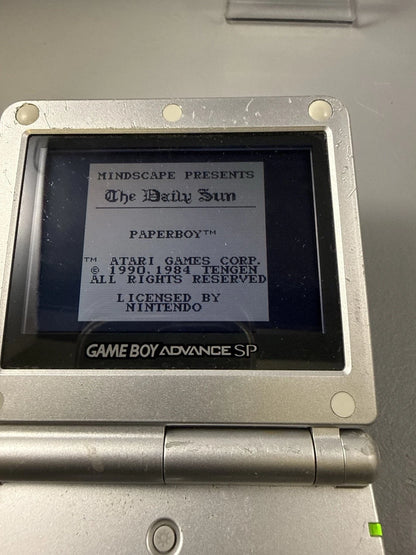 MINDSCAPE PRESENTS
The Daily Sun
PAPERBOY™
™ ATARI GAMES CORP.
© 1990,1984 TENGEN
ALL RIGHTS RESERVED
LICENSED BY
NINTENDO
GAME BOY ADVANCE SP